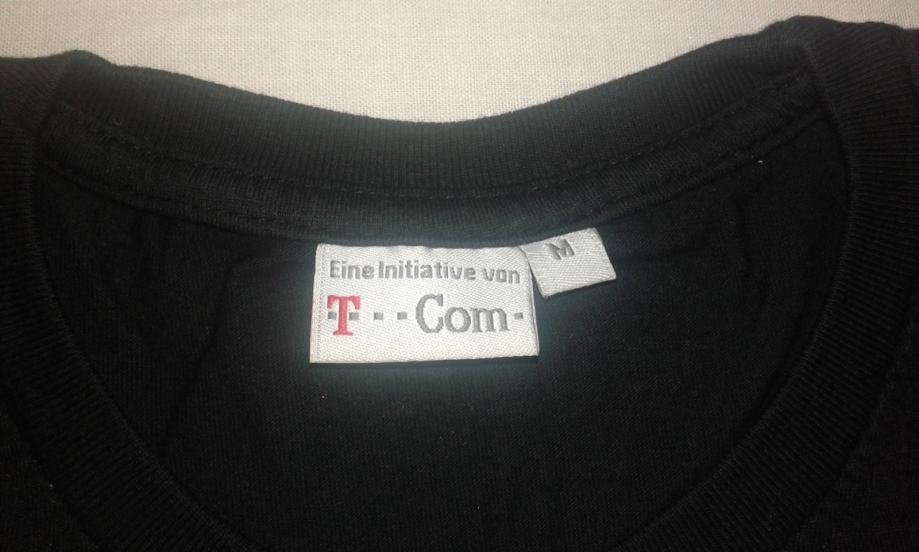 Eine Initiative von
T · · · Com ·
M